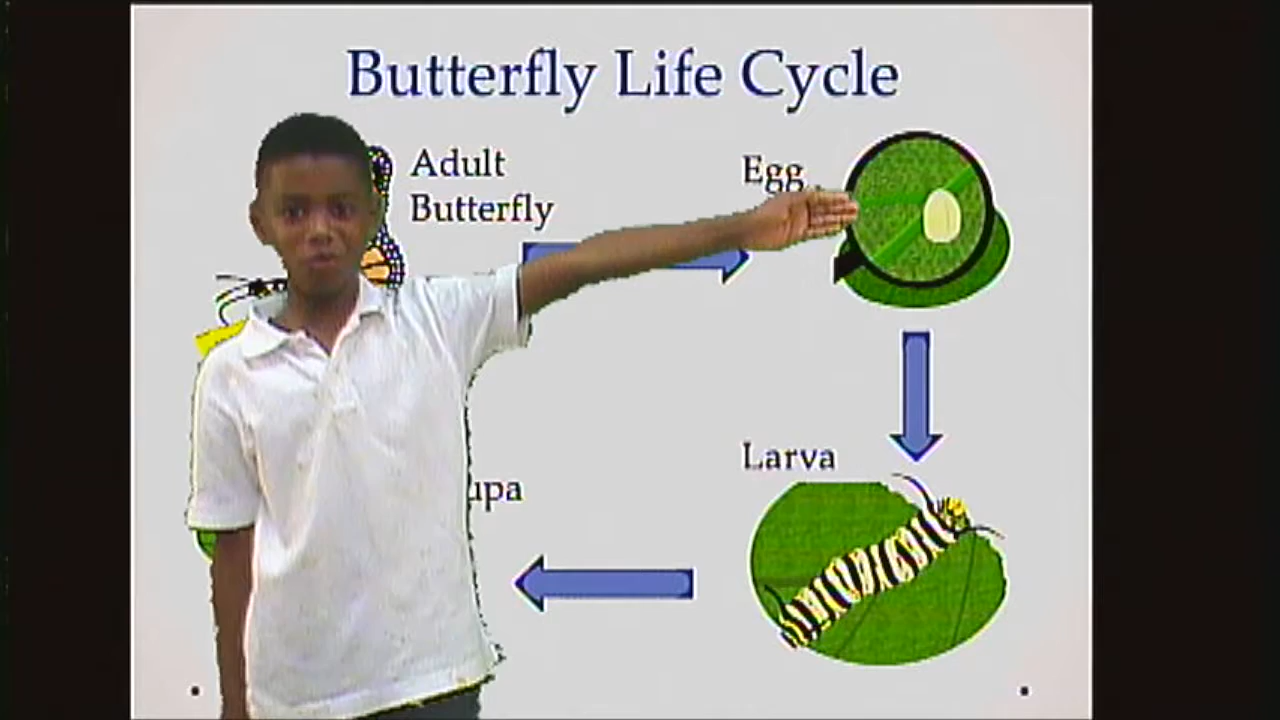 Butterfly Life Cycle
Adult
Butterfly
Egg
Larva
upa